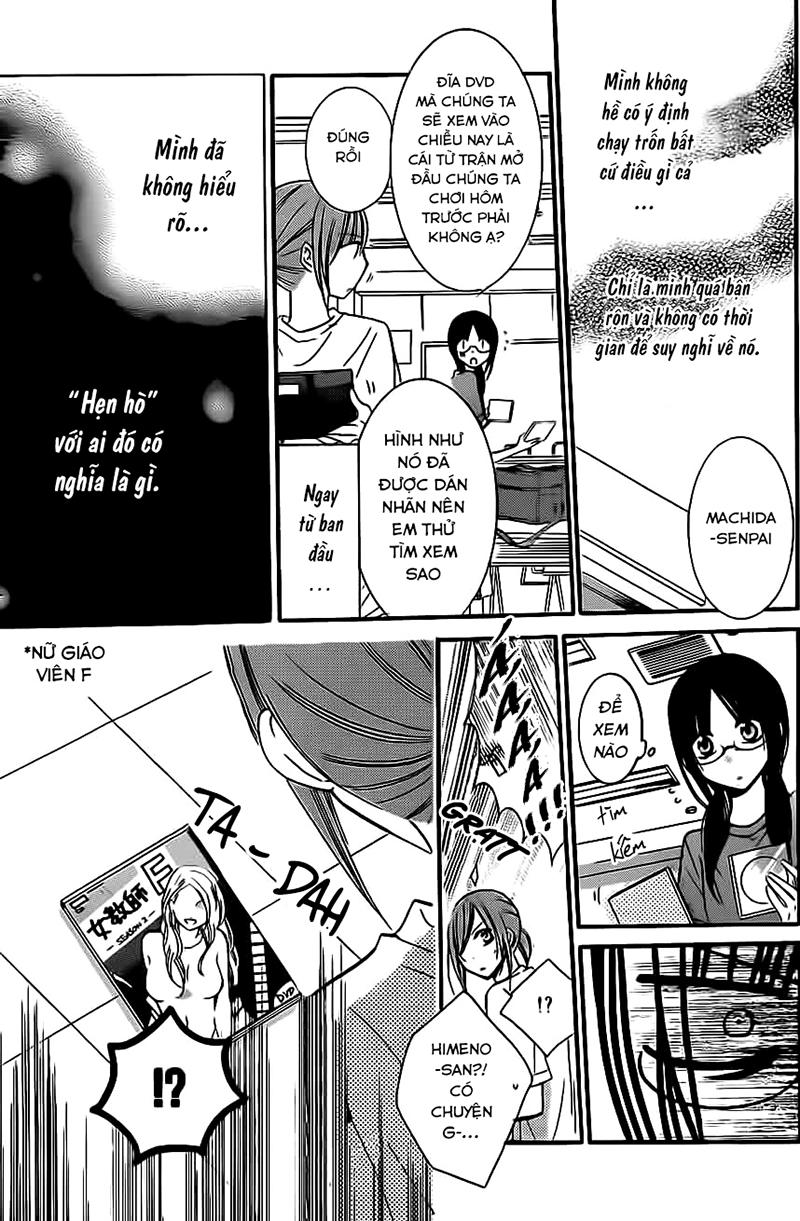 Mình không
hề có ý định
chạy trốn bất
cứ điều gì cả
...
Chỉ là mình quá bận
rộn và không có thời
gian để suy nghĩ về nó.
MACHIDA
-SENPAI
ĐĨA DVD
MÀ CHÚNG TA
SẼ XEM VÀO
CHIỀU NAY LÀ
CÁI TỪ TRẬN MỞ
ĐẦU CHÚNG TA
CHƠI HÔM
TRƯỚC PHẢI
KHÔNG Ạ?
ĐÚNG
RỒI
HÌNH NHƯ
NÓ ĐÃ
ĐƯỢC DÁN
NHÃN NÊN
EM THỬ
TÌM XEM
SAO
Ngay
từ ban
đầu
...
Mình đã
không hiểu
rõ...
“Hẹn hò”
với ai đó có
nghĩa là gì.
ĐỂ
XEM
NÀO
tìm
kiếm
Á,
Á,
Á
Á
Á!!!
GRATT
!?
HIMENO
-SAN?!
CÓ
CHUYỆN
G-...
*NỮ GIÁO
VIÊN F
TA-
DAH
F
女教師
SEASON 2
DVD
!?